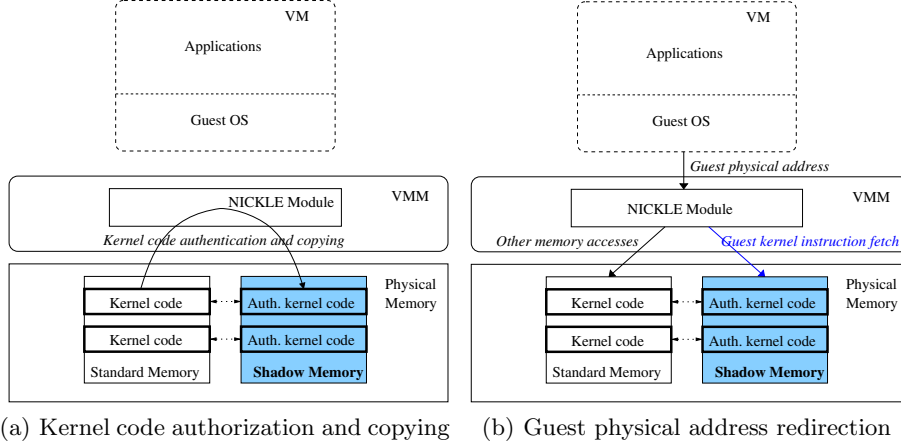 VM
Applications
Guest OS
NICKLE Module
VMM
Kernel code authentication and copying
Physical
Memory
Kernel code
Auth. kernel code
Kernel code
Auth. kernel code
Standard Memory
Shadow Memory
(a) Kernel code authorization and copying
VM
Applications
Guest OS
Guest physical address
VMM
NICKLE Module
Other memory accesses
Guest kernel instruction fetch
Physical
Memory
Kernel code
Auth. kernel code
Kernel code
Auth. kernel code
Standard Memory
Shadow Memory
(b) Guest physical address redirection